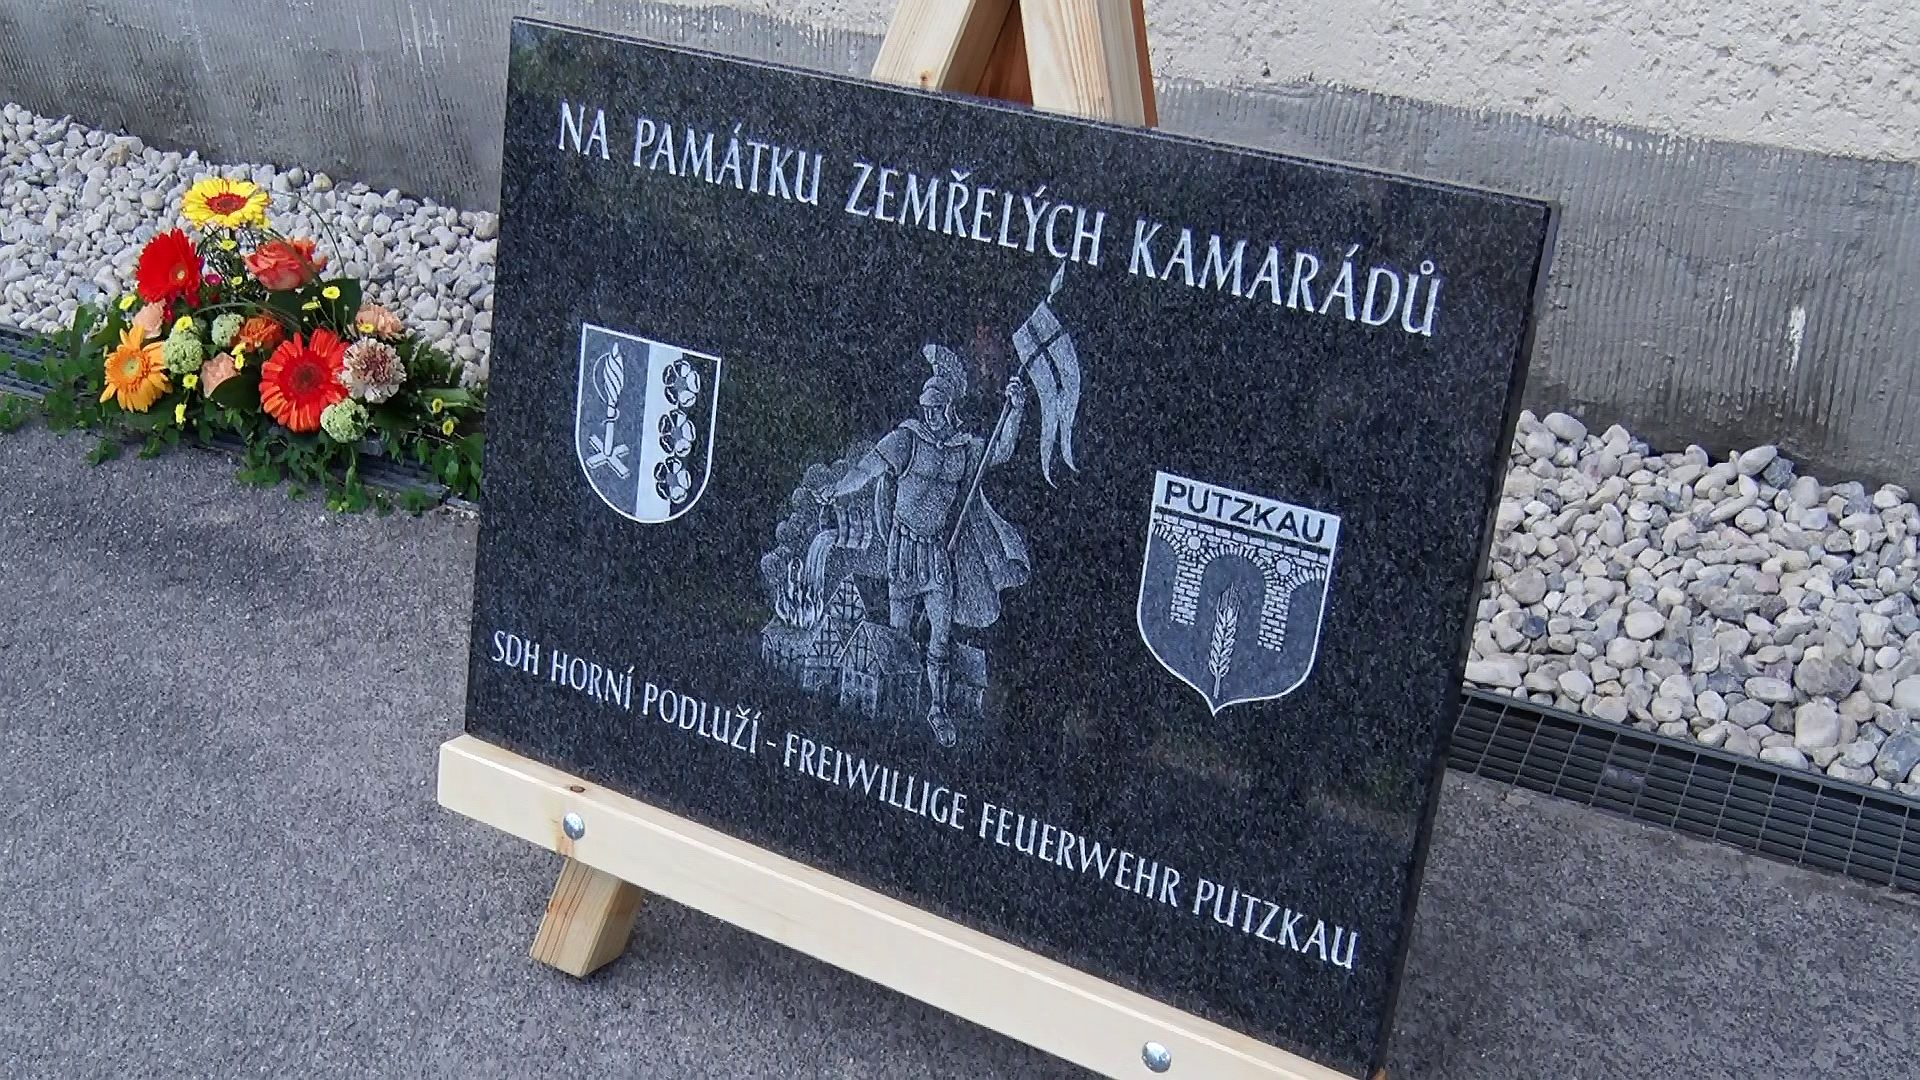 NA PAMÁTKU ZEMŘELÝCH KAMARÁDŮ
PUTZKAU
SDH HORNÍ PODLUŽÍ - FREIWILLIGE FEUERWEHR PUTZKAU